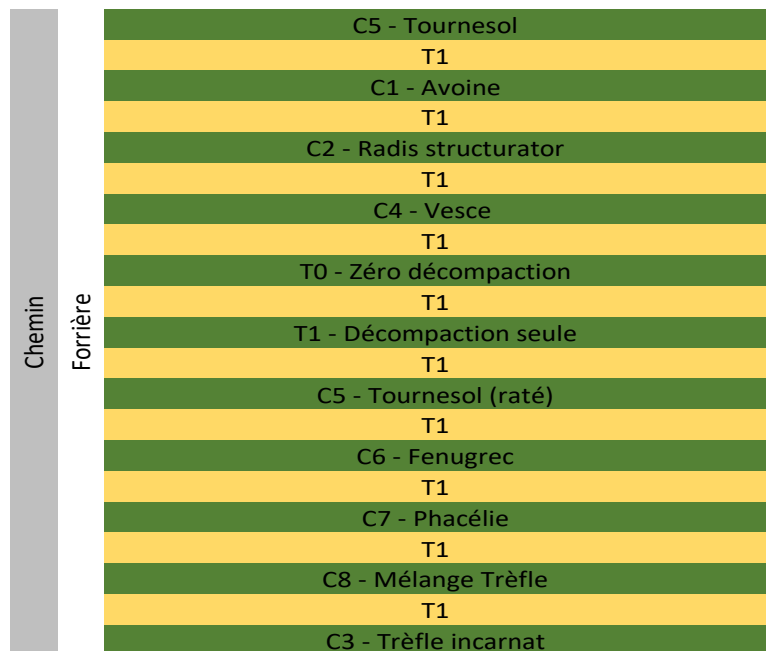 Chemin
Forrière
C5 - Tournesol
T1
C1 - Avoine
T1
C2 - Radis structurator
T1
C4 - Vesce
T1
T0 - Zéro décompaction
T1
T1 - Décompaction seule
T1
C5 - Tournesol (raté)
T1
C6 - Fenugrec
T1
C7 - Phacélie
T1
C8 - Mélange Trèfle
T1
C3 - Trèfle incarnat